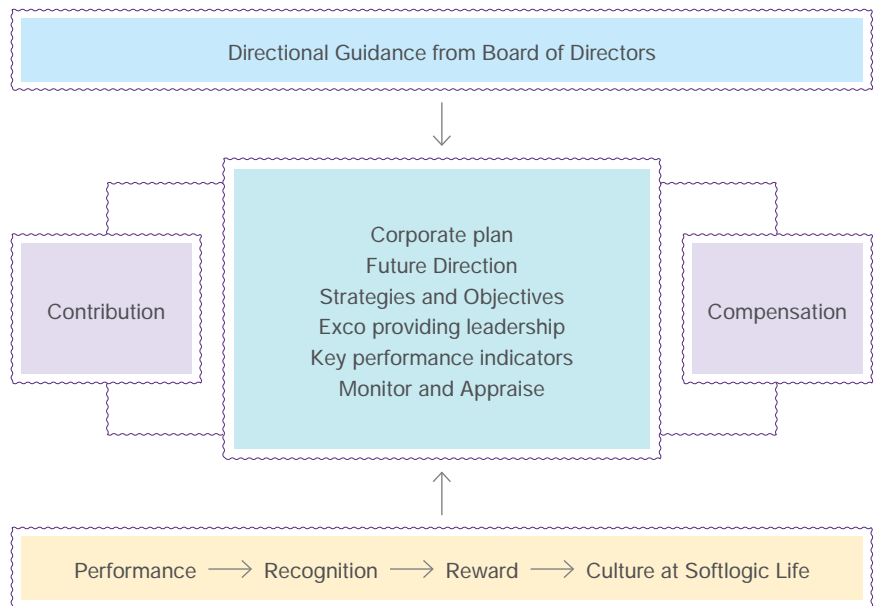 Directional Guidance from Board of Directors
Contribution
Corporate plan
Future Direction
Strategies and Objectives
Exco providing leadership
Key performance indicators
Monitor and Appraise
Compensation
Performance → Recognition → Reward → Culture at Softlogic Life